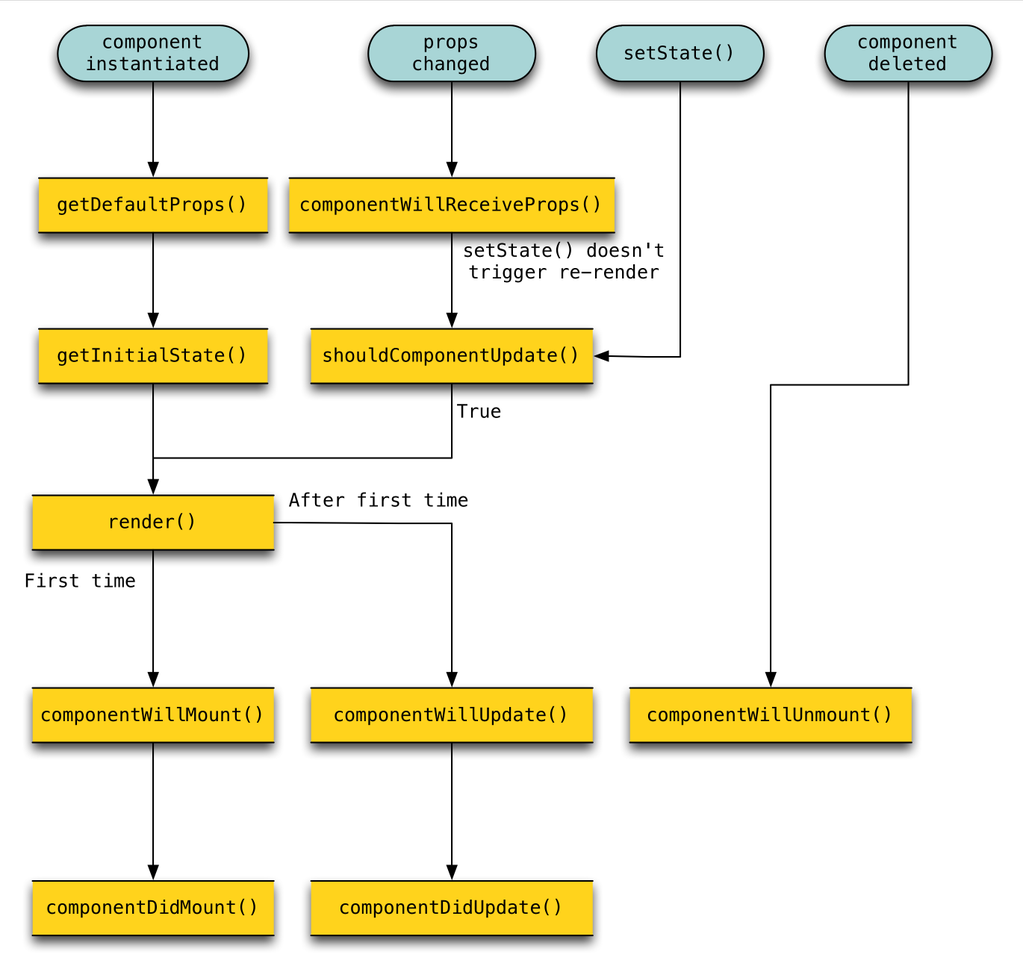 component
instantiated
props
changed
setState()
component
deleted
getDefaultProps()
componentWillReceiveProps()
setState() doesn't
trigger re-render
getInitialState()
shouldComponentUpdate()
True
After first time
render()
First time
componentWillMount()
componentWillUpdate()
componentWillUnmount()
componentDidMount()
componentDidUpdate()